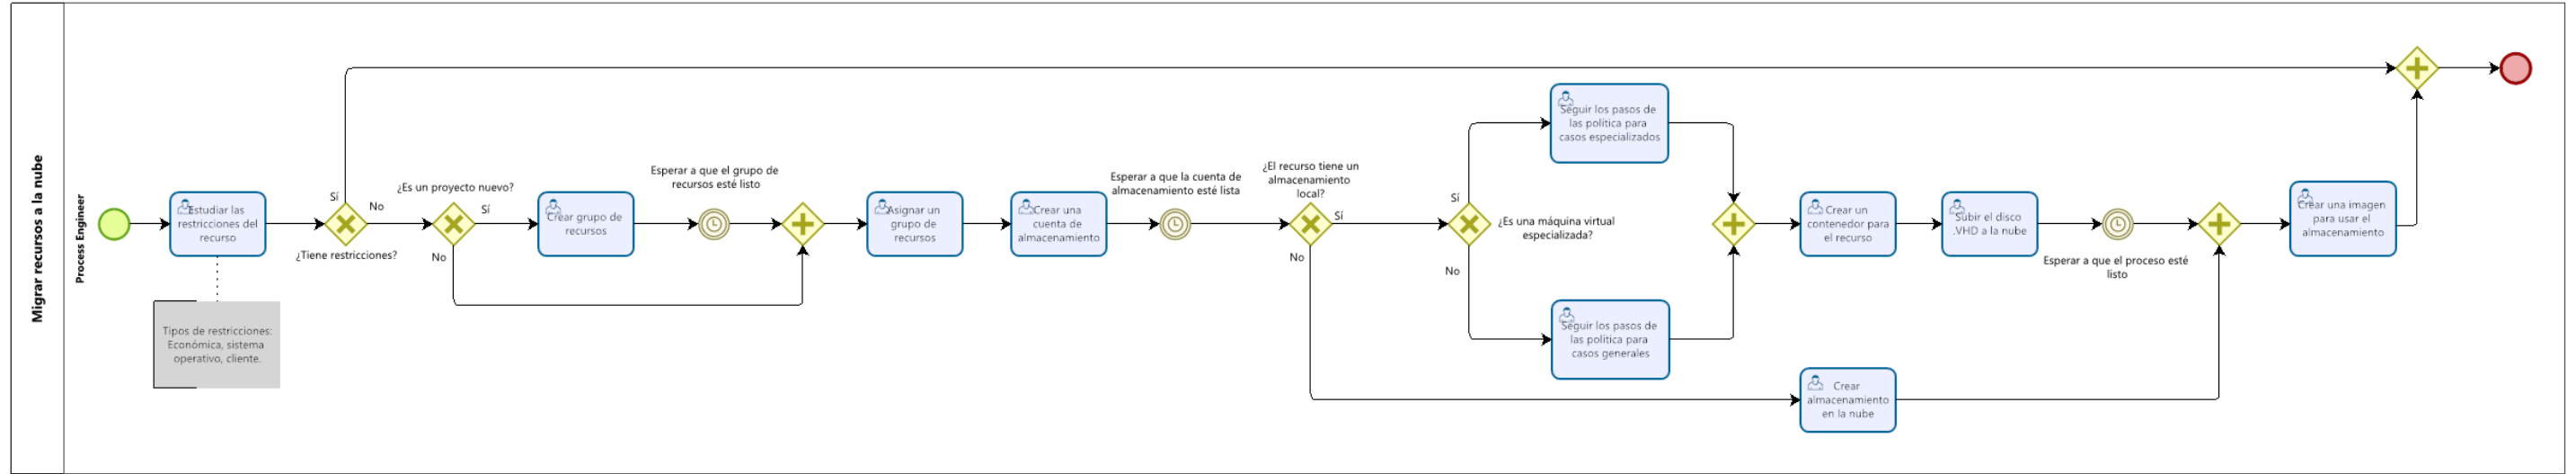 Migrar recursos a la nube
Process Engineer
Estudiar las
restricciones del
recurso
Tipos de restricciones:
Económica, sistema
operativo, cliente.
Sí
No
¿Tiene restricciones?
¿Es un proyecto nuevo?
Sí
No
Crear grupo de
recursos
Esperar a que el grupo de
recursos esté listo
Asignar un
grupo de
recursos
Crear una
cuenta de
almacenamiento
Esperar a que la cuenta de
almacenamiento esté lista
¿El recurso tiene un
almacenamiento
local?
Sí
No
Sí
¿Es una máquina virtual
especializada?
No
Seguir los pasos de
las política para
casos especializados
Seguir los pasos de
las política para
casos generales
Crear un
contenedor para
el recurso
Subir el disco
.VHD a la nube
Esperar a que el proceso esté
listo
Crear
almacenamiento
en la nube
Crear una imagen
para usar el
almacenamiento